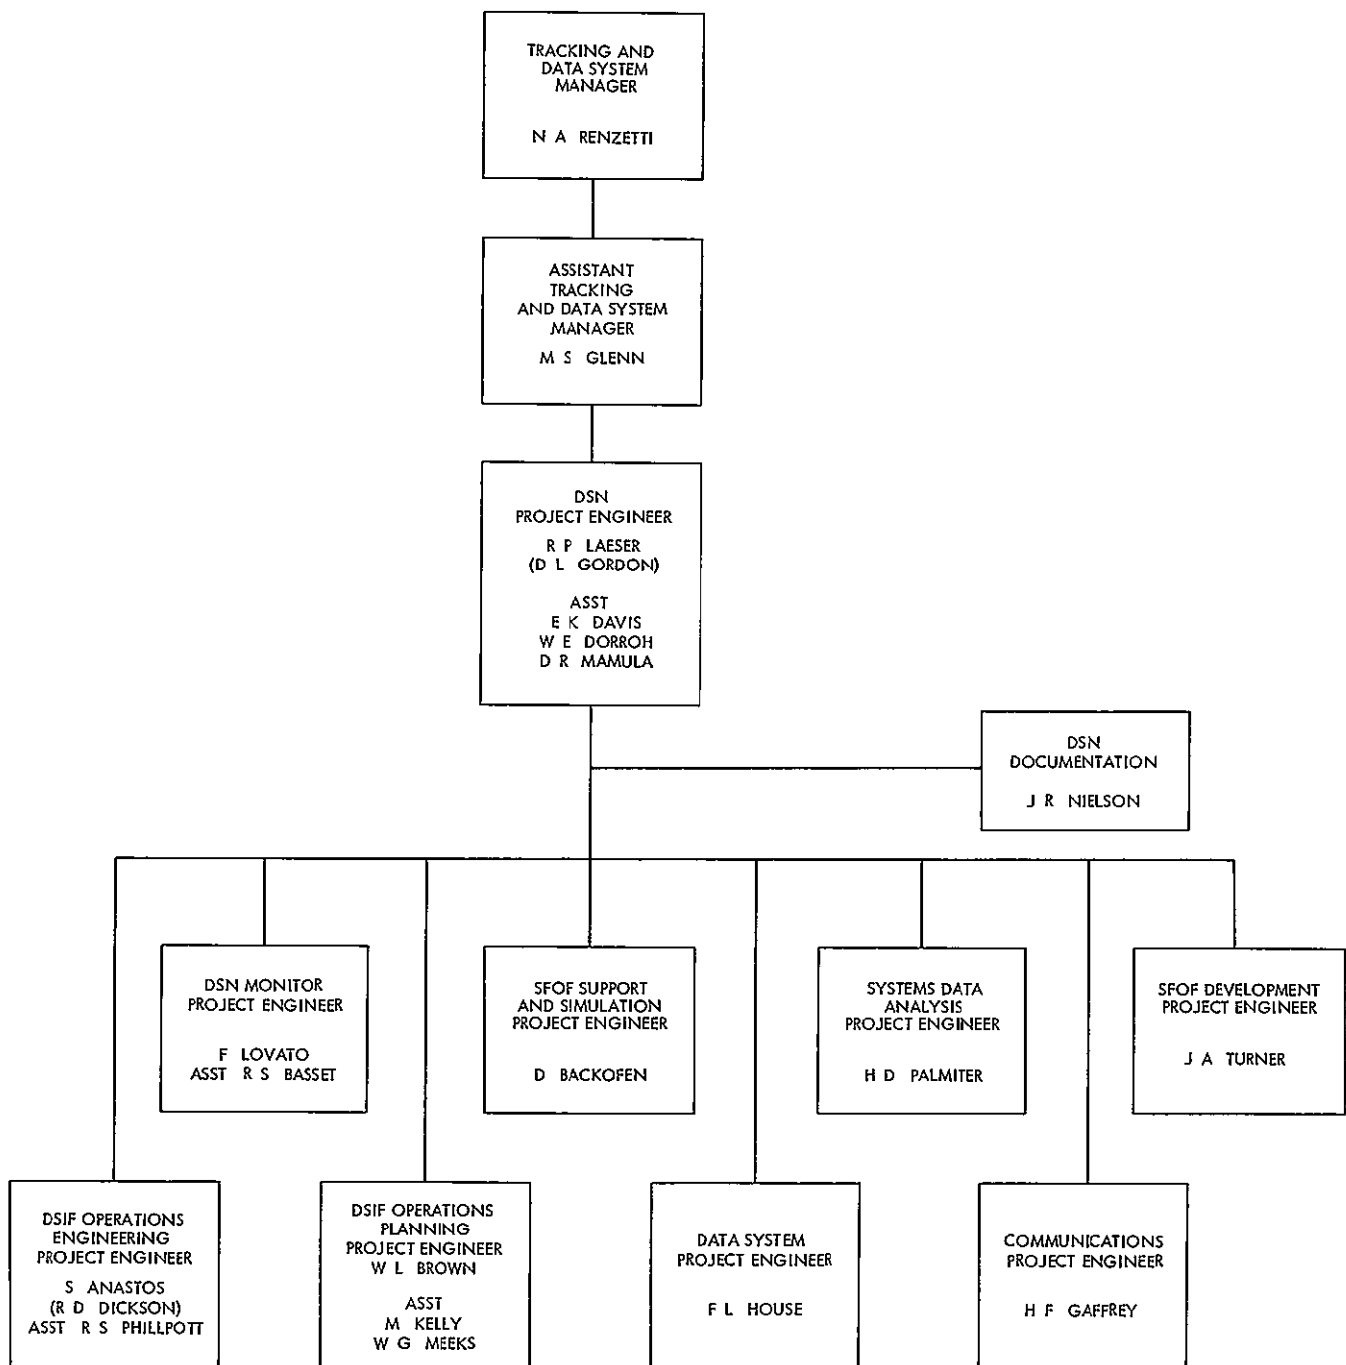 TRACKING AND
DATA SYSTEM
MANAGER
N A RENZETTI
ASSISTANT
TRACKING
AND DATA SYSTEM
MANAGER
M S GLENN
DSN
PROJECT ENGINEER
R P LAESER
(D L GORDON)
ASST
E K DAVIS
W E DORROH
D R MAMULA
DSN
DOCUMENTATION
J R NIELSON
DSN MONITOR
PROJECT ENGINEER
F LOVATO
ASST R S BASSET
SFOF SUPPORT
AND SIMULATION
PROJECT ENGINEER
D BACKOFEN
SYSTEMS DATA
ANALYSIS
PROJECT ENGINEER
H D PALMITER
SFOF DEVELOPMENT
PROJECT ENGINEER
J A TURNER
DSIF OPERATIONS
ENGINEERING
PROJECT ENGINEER
S ANASTOS
(R D DICKSON)
ASST R S PHILLPOTT
DSIF OPERATIONS
PLANNING
PROJECT ENGINEER
W L BROWN
ASST
M KELLY
W G MEEKS
DATA SYSTEM
PROJECT ENGINEER
F L HOUSE
COMMUNICATIONS
PROJECT ENGINEER
H F GAFFREY